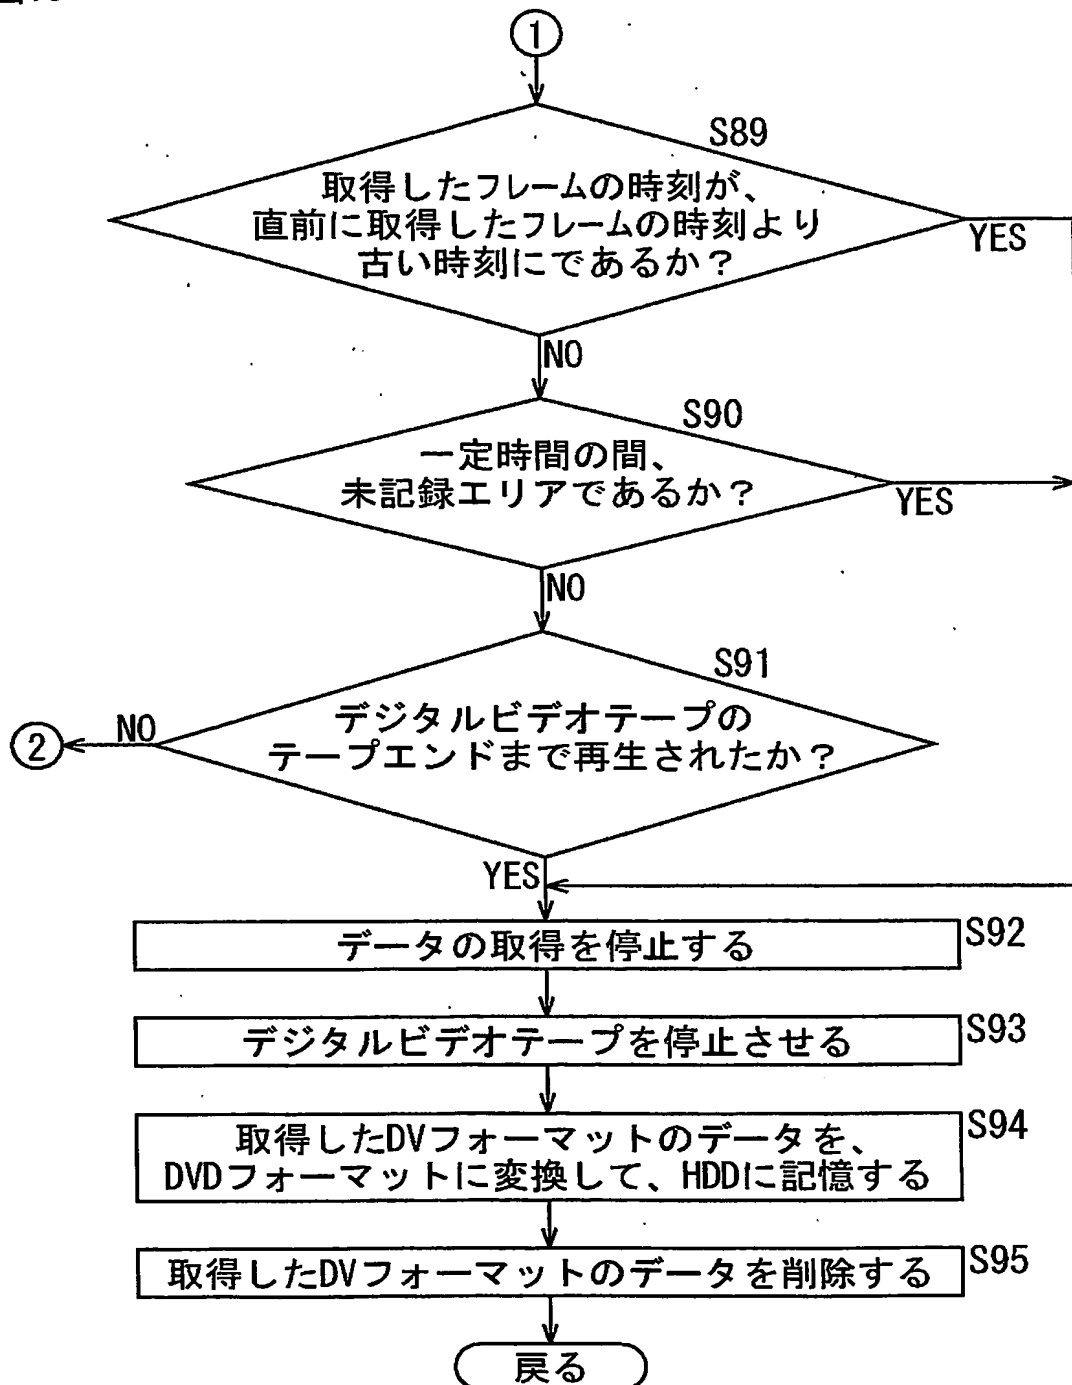 ①
S89
取得したフレームの時刻が、
直前に取得したフレームの時刻より
古い時刻にであるか？
YES
NO
S90
一定時間の間、
未記録エリアであるか？
YES
NO
S91
デジタルビデオテープの
テープエンドまで再生されたか？
NO
②
YES
データの取得を停止する
S92
デジタルビデオテープを停止させる
S93
取得したDVフォーマットのデータを、
DVDフォーマットに変換して、HDDに記憶する
S94
取得したDVフォーマットのデータを削除する
S95
戻る